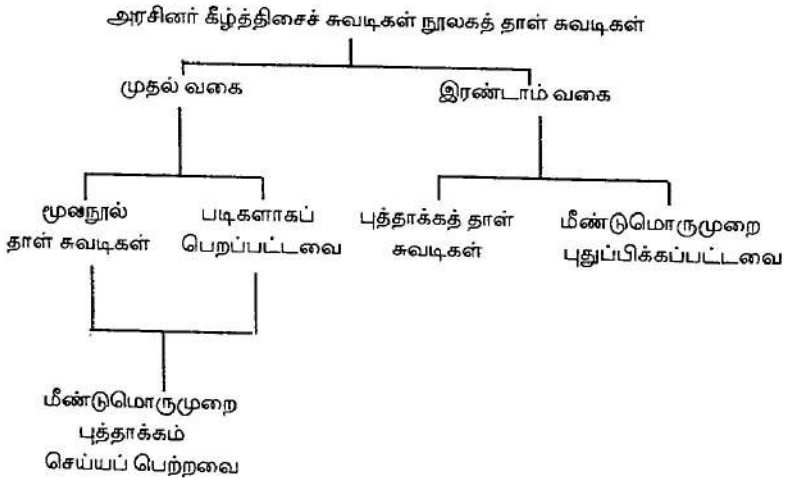 அரசினர் கீழ்த்திசைச் சுவடிகள் நூலகத் தாள் சுவடிகள்
முதல் வகை
இரண்டாம் வகை
மூலநூல்
தாள் சுவடிகள்
படிகளாகப்
பெறப்பட்டவை
புத்தாக்கத் தாள்
சுவடிகள்
மீண்டுமொருமுறை
புதுப்பிக்கப்பட்டவை
மீண்டுமொருமுறை
புத்தாக்கம்
செய்யப் பெற்றவை